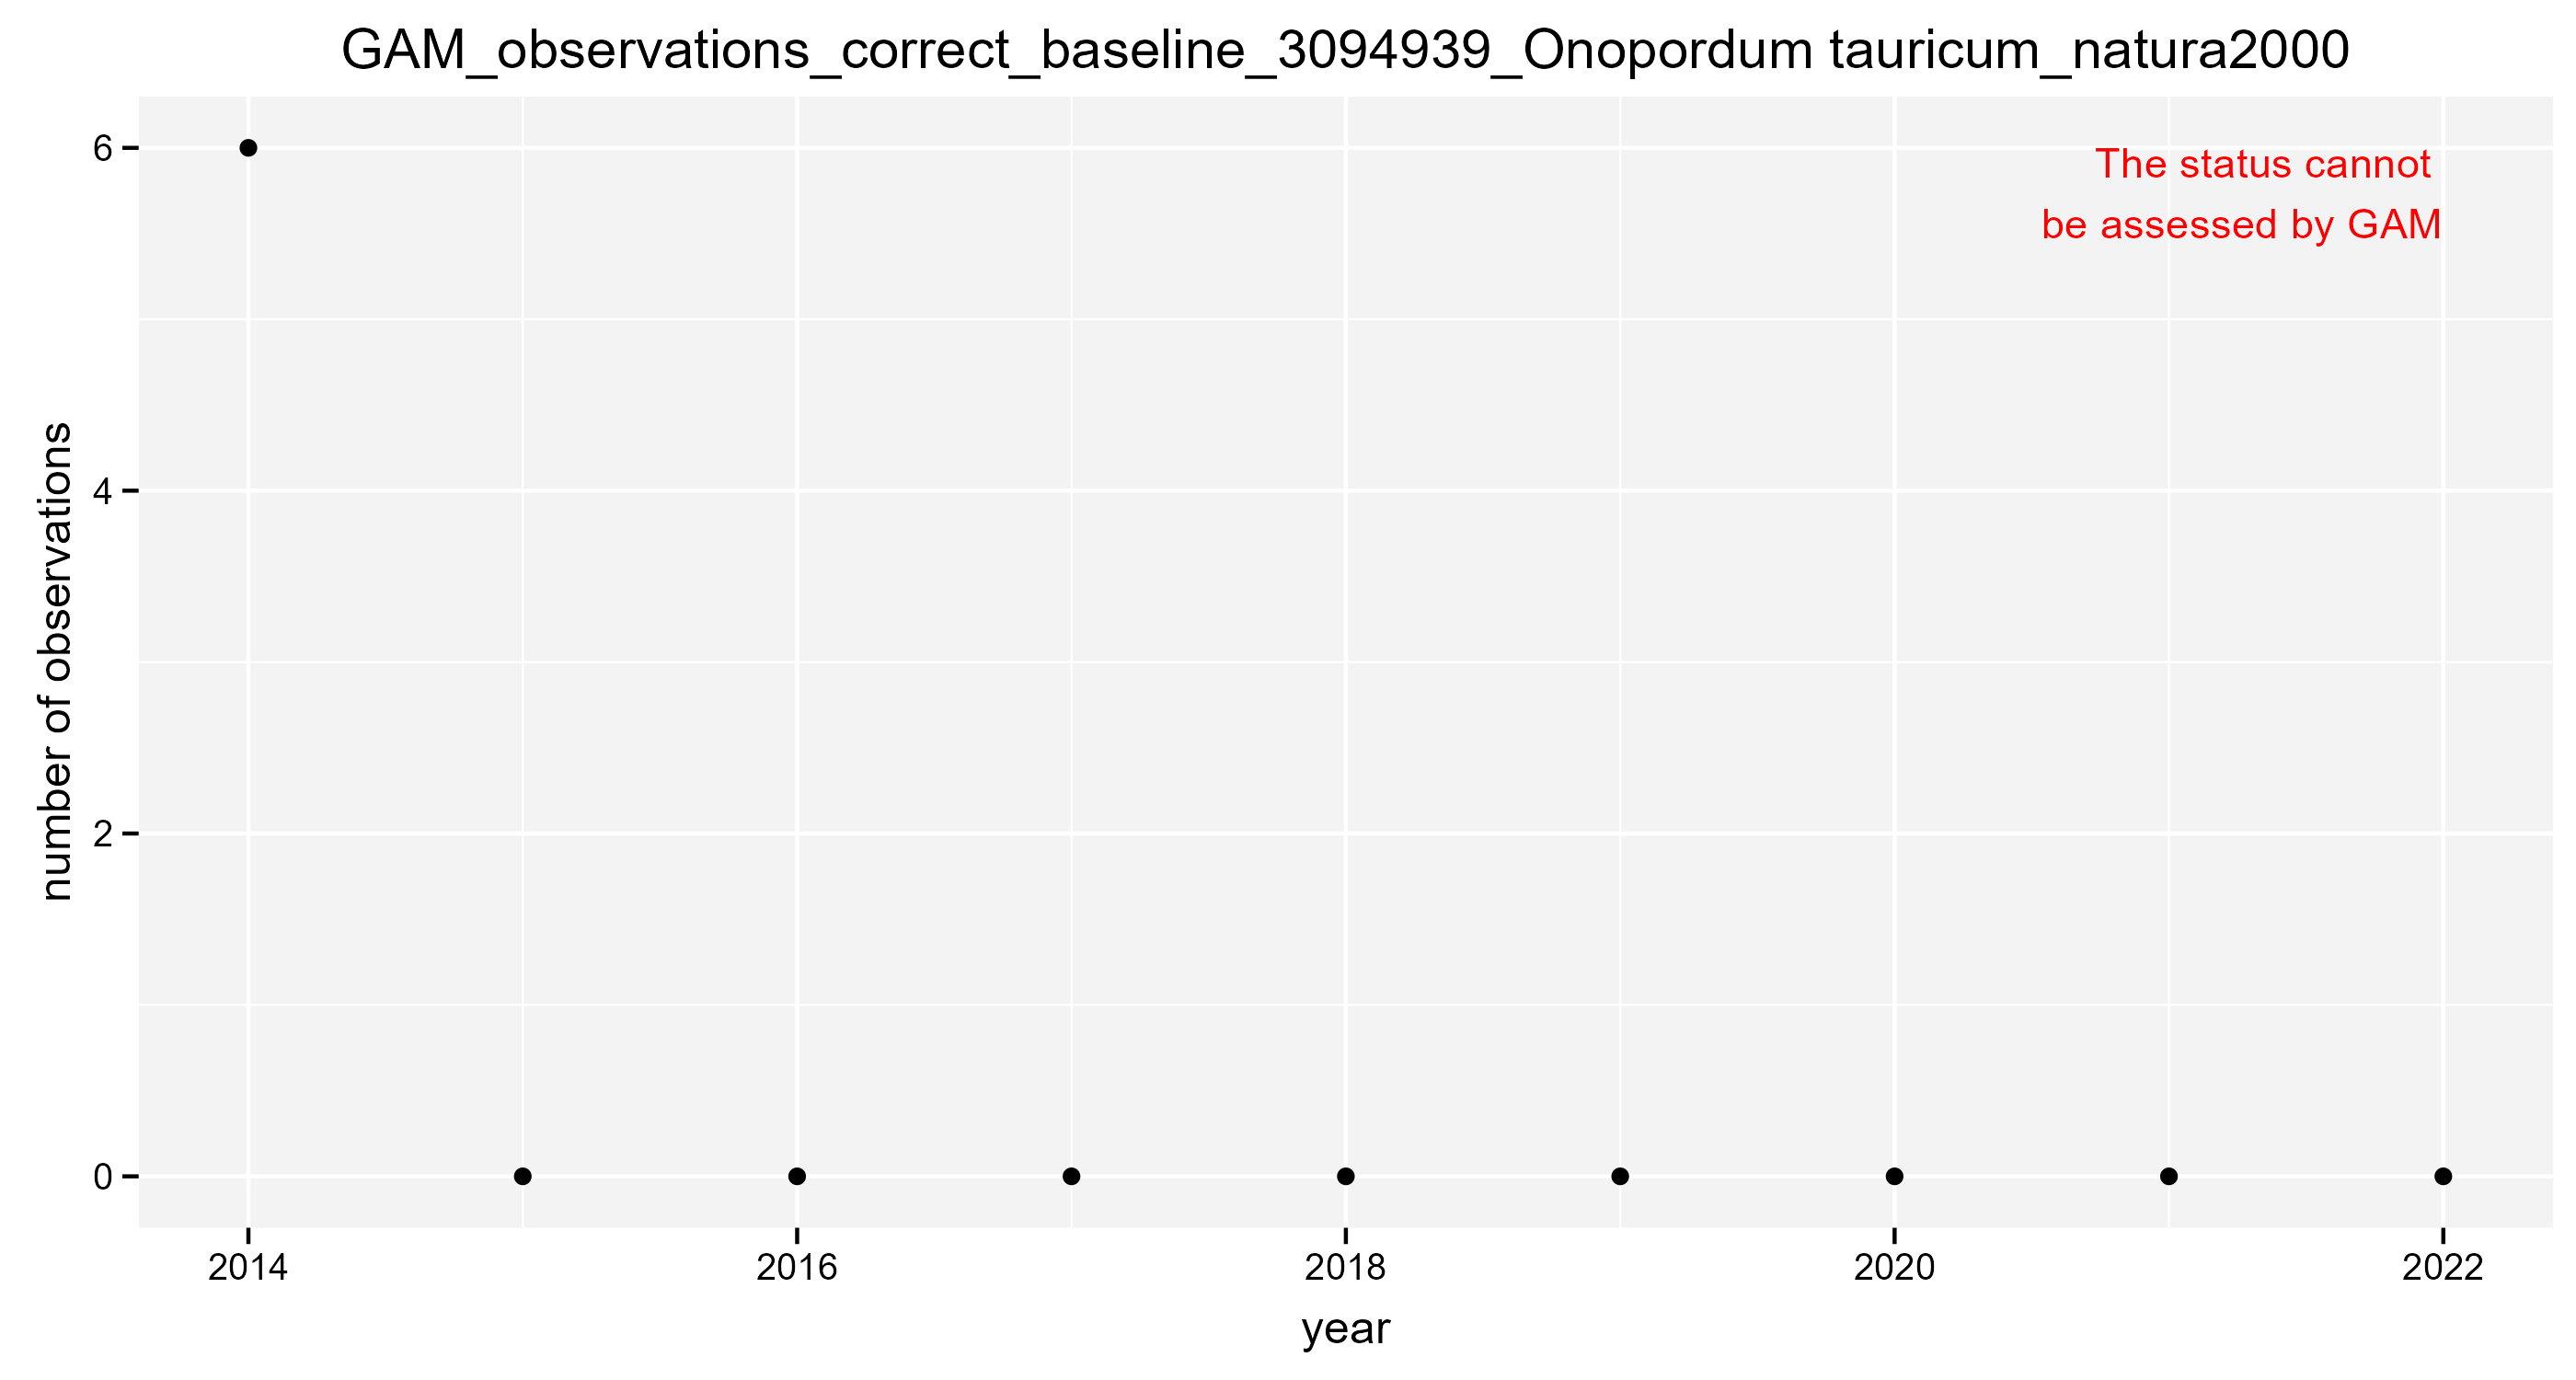 GAM_observations_correct_baseline_3094939_Onopordum tauricum_natura2000
The status cannot
be assessed by GAM
number of observations
6
4
2
0
2014 2016 2018 2020 2022
year